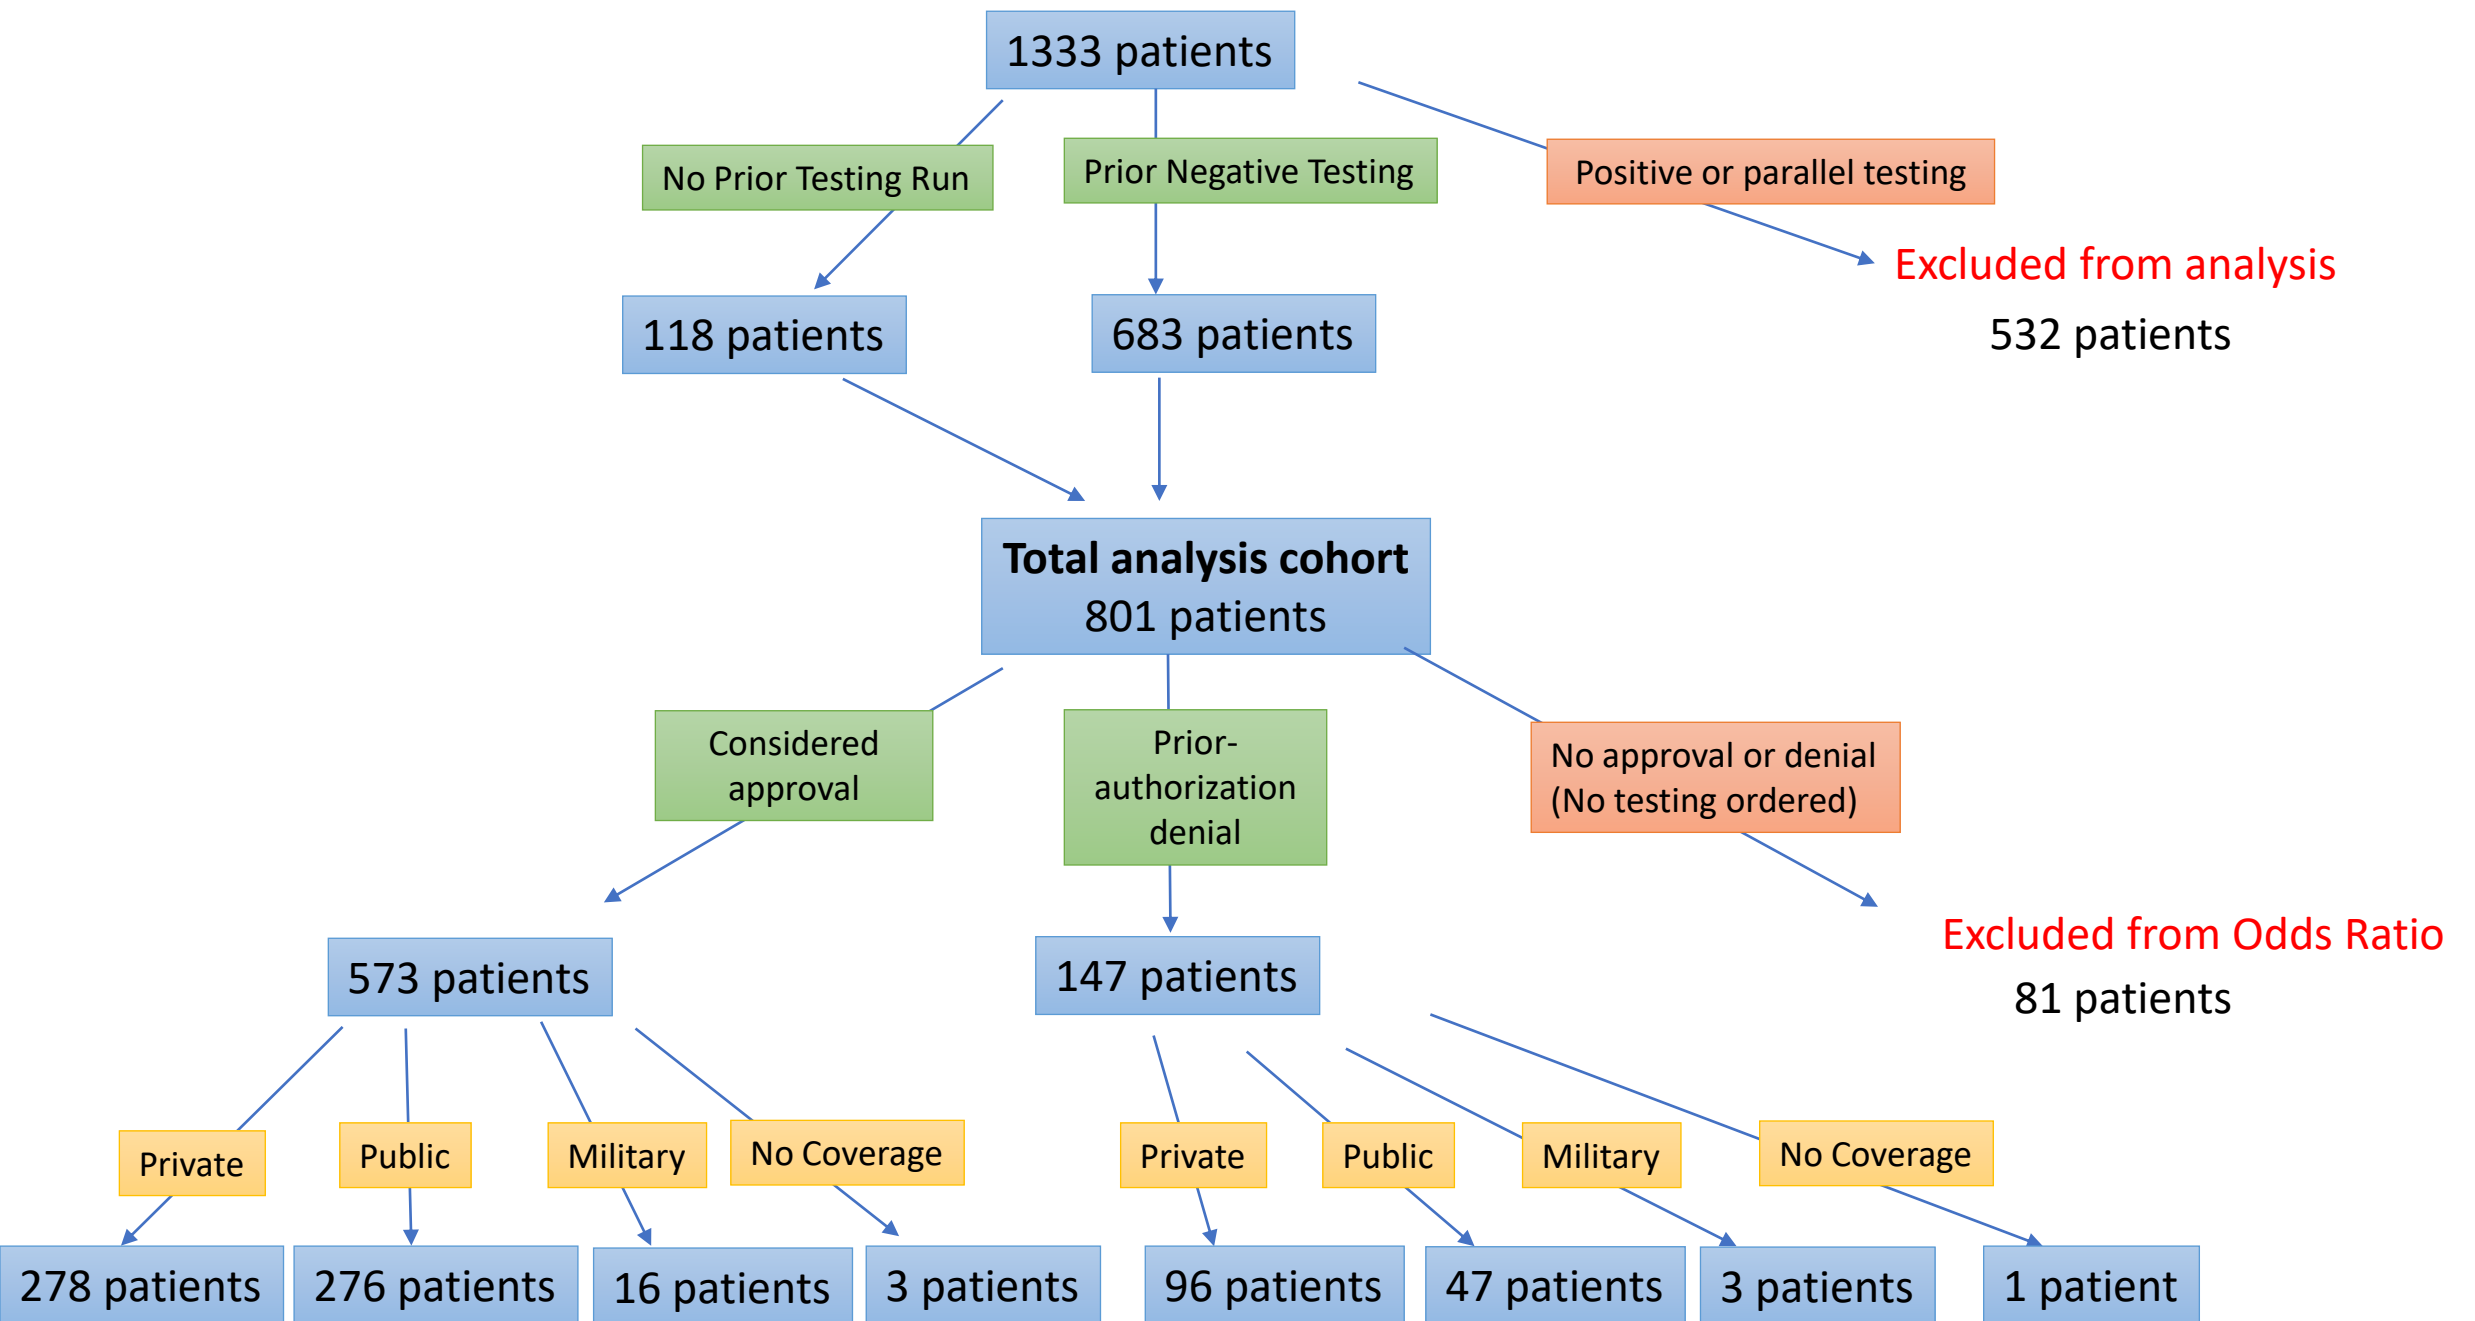 1333 patients
No Prior Testing Run
Prior Negative Testing
Positive or parallel testing
Excluded from analysis
532 patients
118 patients
683 patients
Total analysis cohort
801 patients
Considered
approval
Prior-
authorization
denial
No approval or denial
(No testing ordered)
Excluded from Odds Ratio
81 patients
573 patients
147 patients
Private
Public
Military
No Coverage
Private
Public
Military
No Coverage
278 patients
276 patients
16 patients
3 patients
96 patients
47 patients
3 patients
1 patient